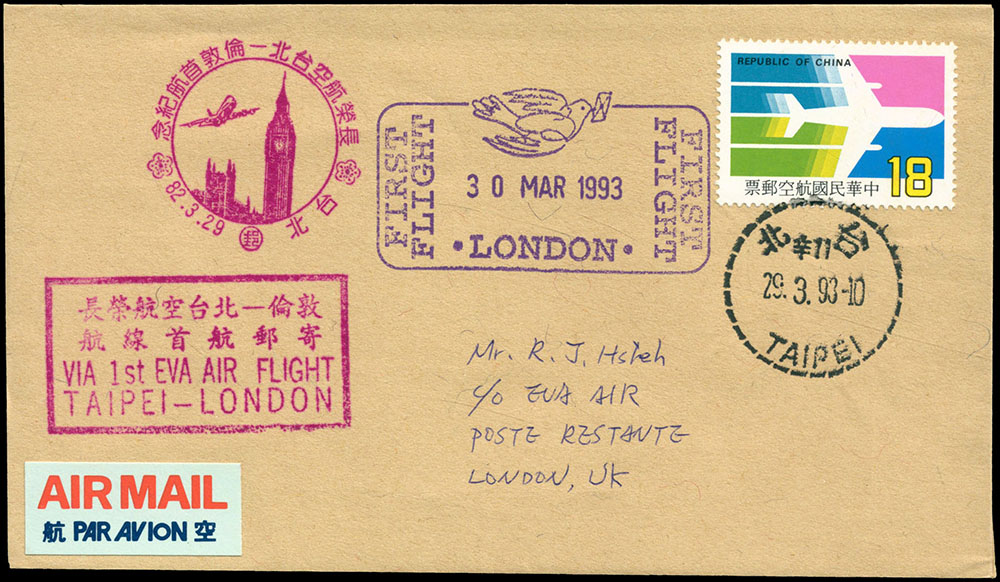 長榮航空台北—倫敦首航紀念
82.3.29
郵
台北
FIRST FLIGHT
30 MAR 1993
• LONDON •
FIRST FLIGHT
REPUBLIC OF CHINA
18
中華民國航空郵票
台北
29.3.93-10
TAIPEI
長榮航空台北一倫敦
航線首航郵寄
VIA 1st EVA AIR FLIGHT
TAIPEI—LONDON
Mr. R. J. Hsieh
c/o EVA AIR
POSTE RESTANTE
LONDON, UK
AIR MAIL
航 PAR AVION 空